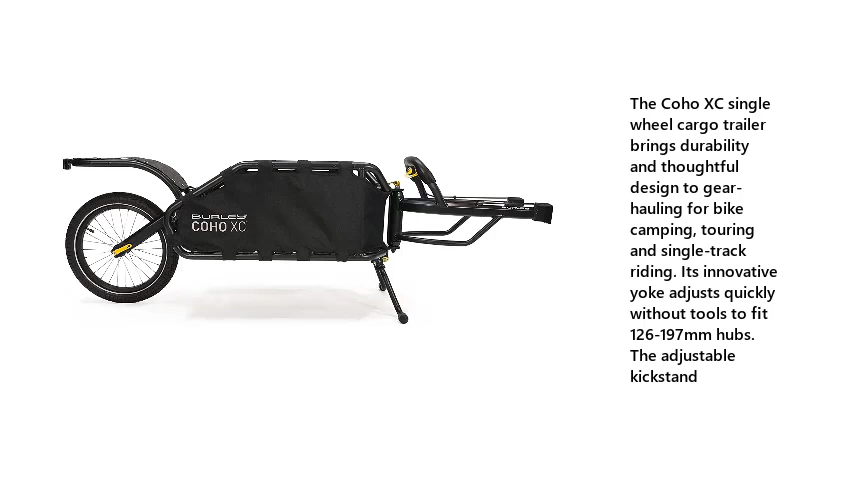 BURLEY
COHO XC
The Coho XC single
wheel cargo trailer
brings durability
and thoughtful
design to gear-
hauling for bike
camping, touring
and single-track
riding. Its innovative
yoke adjusts quickly
without tools to fit
126-197mm hubs.
The adjustable
kickstand